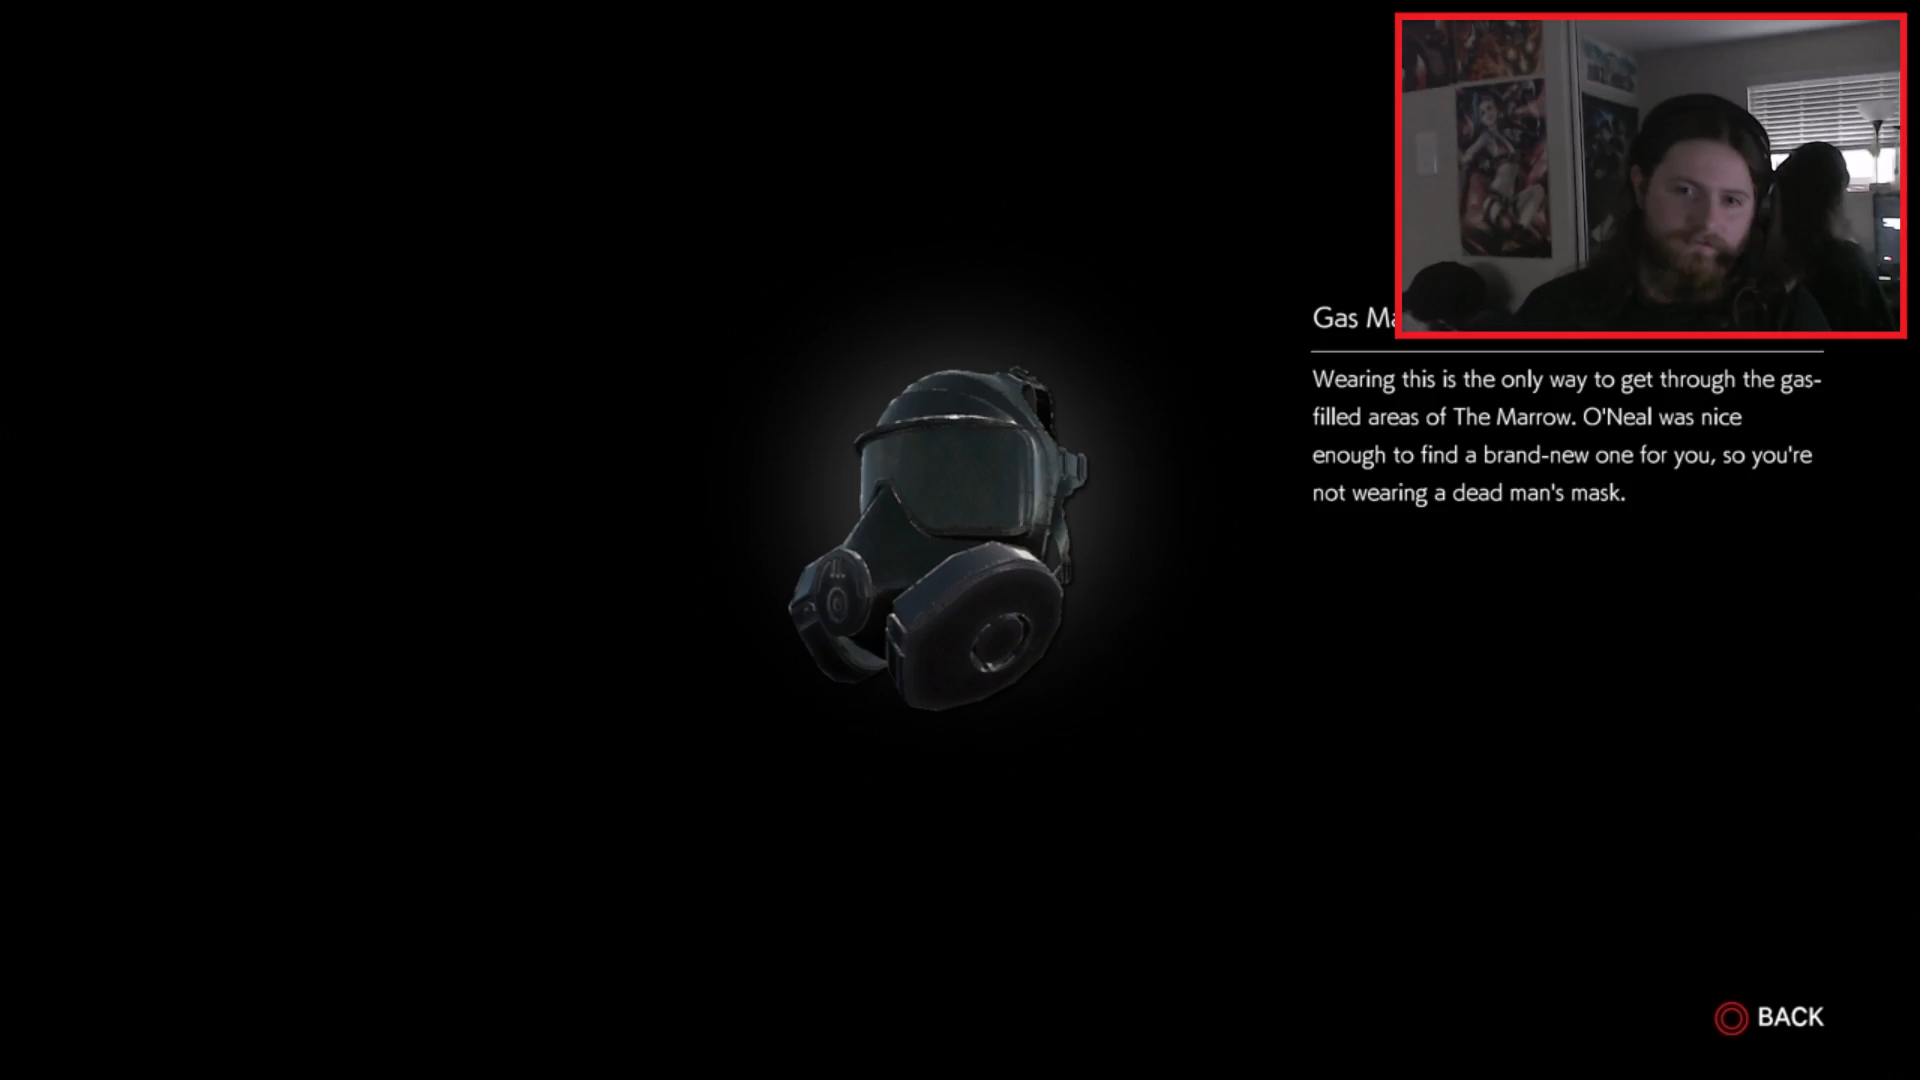 Gas Ma
Wearing this is the only way to get through the gas-
filled areas of The Marrow. O'Neal was nice
enough to find a brand-new one for you, so you're
not wearing a dead man's mask.
BACK